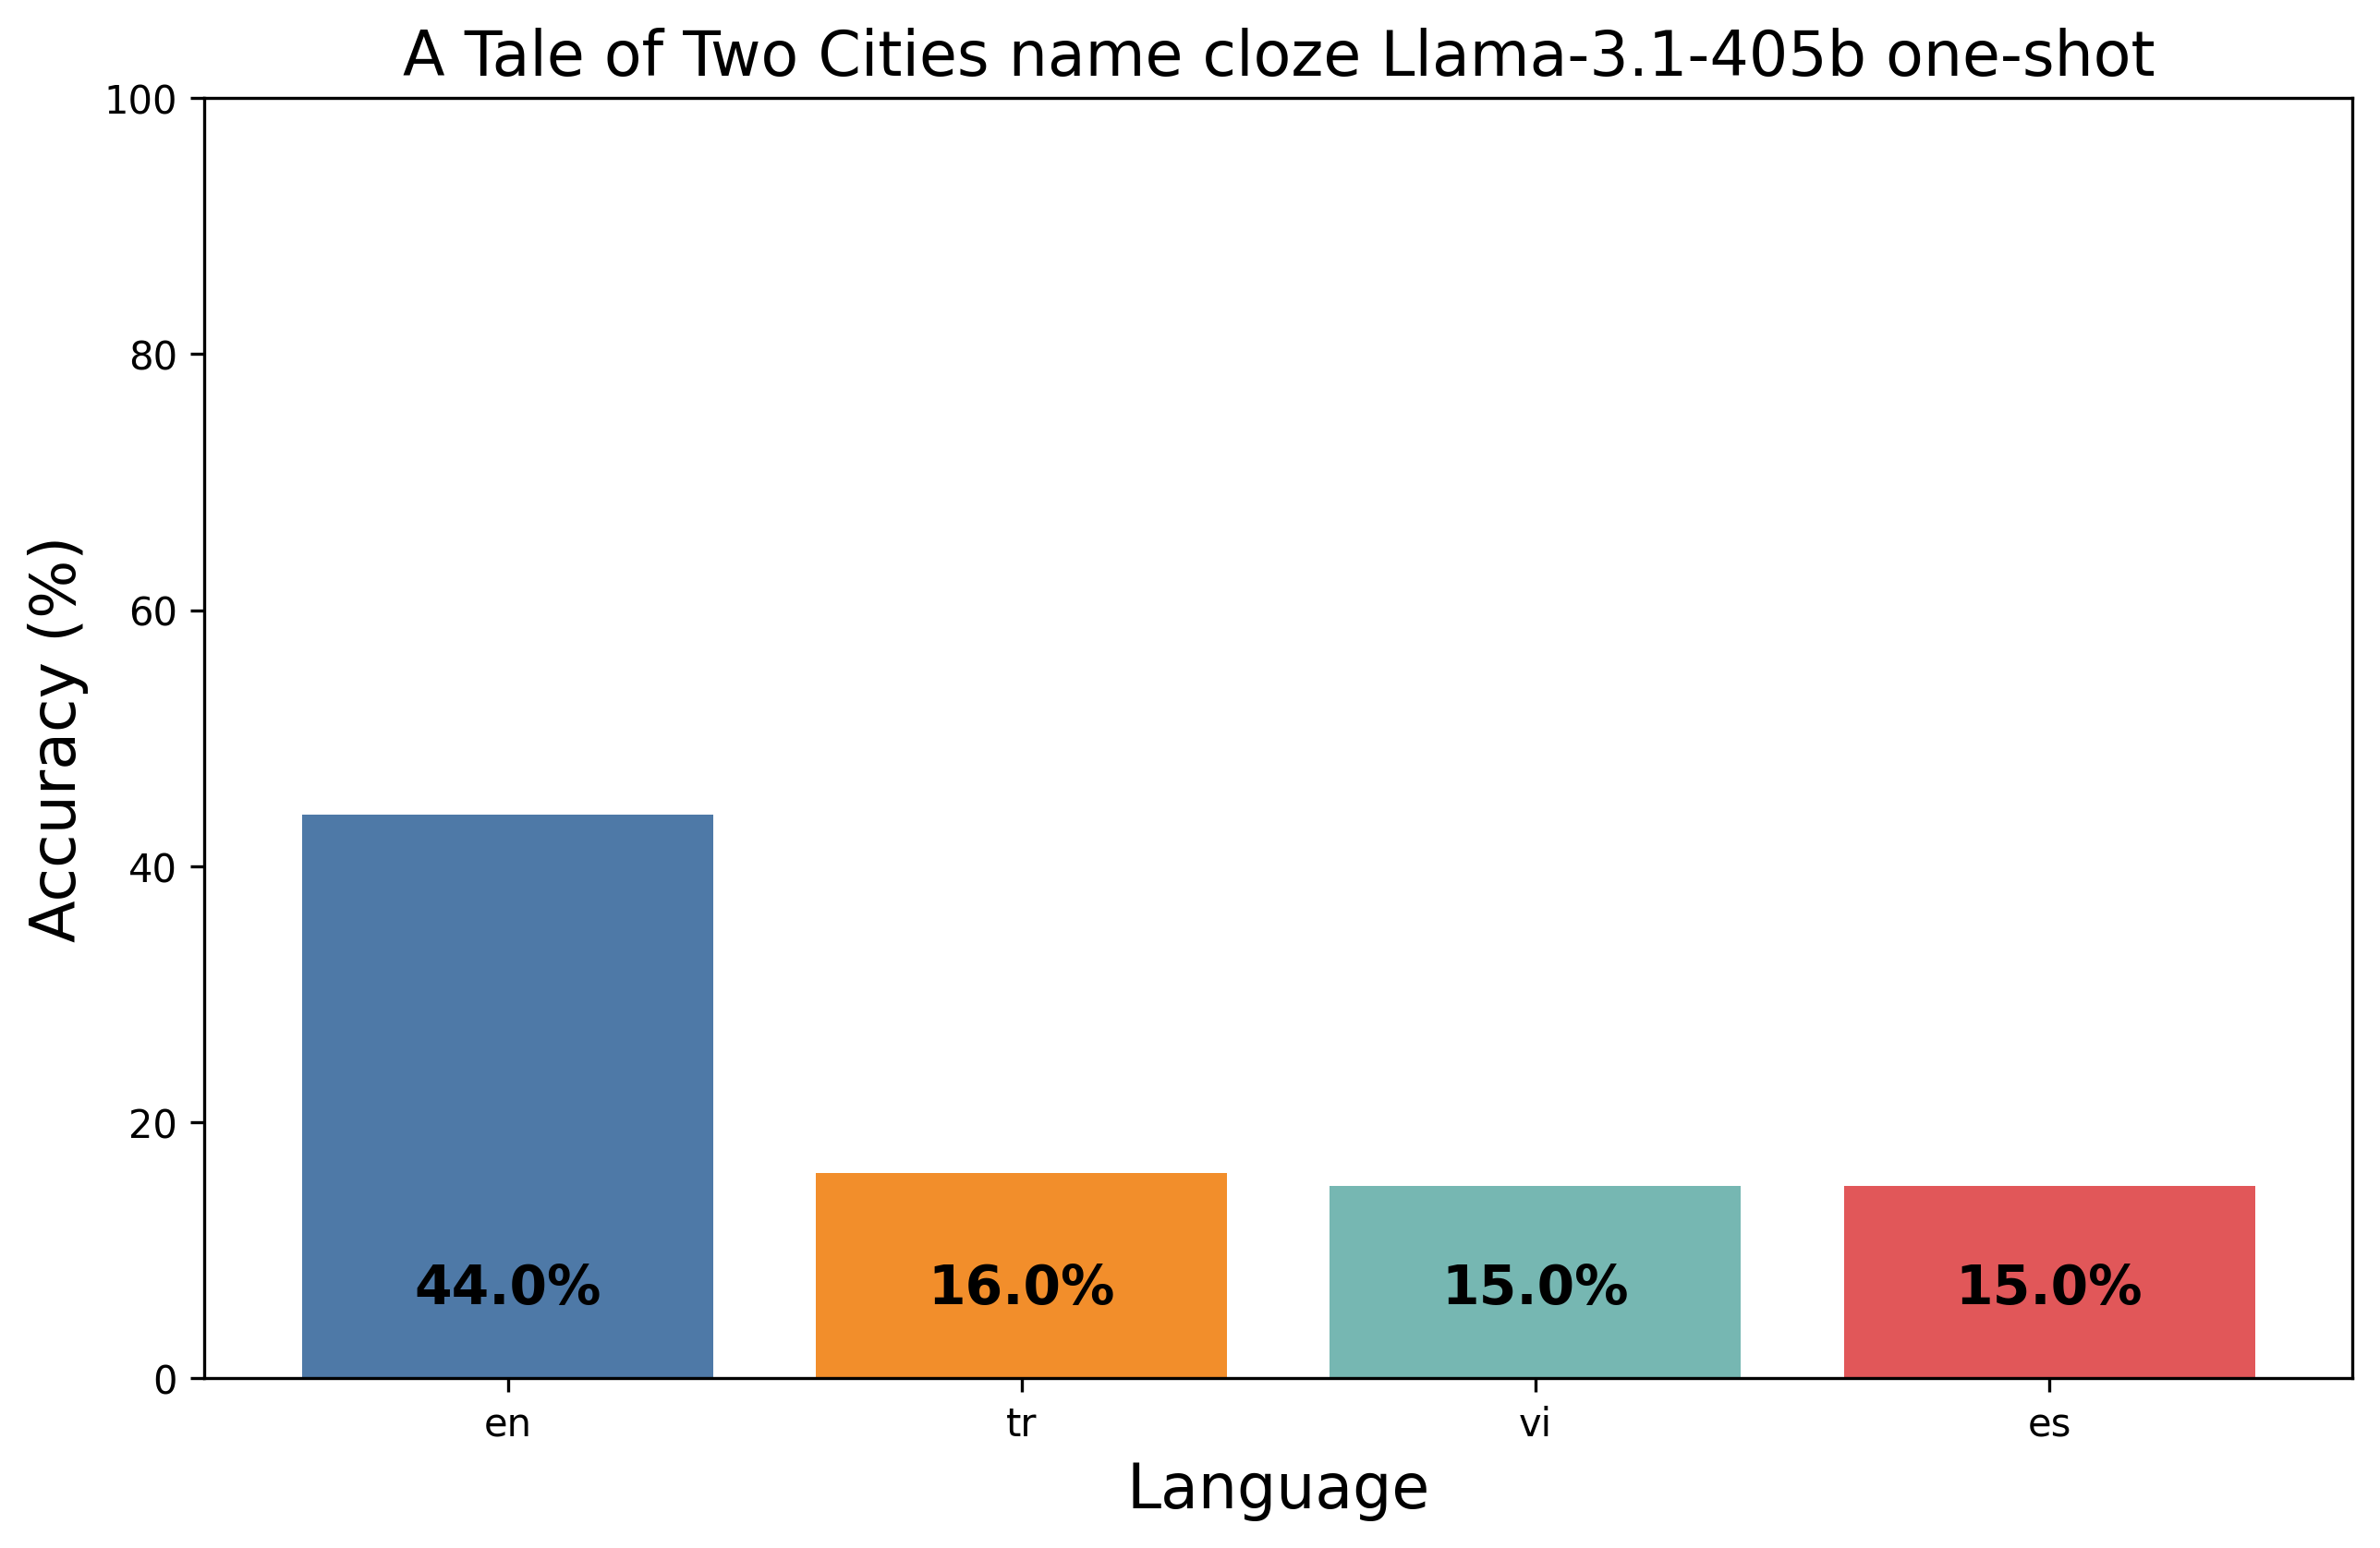 A Tale of Two Cities name cloze Llama-3.1-405b one-shot
100
80
60
40
20
0
Accuracy (%)
44.0%
16.0%
15.0%
15.0%
en
tr
vi
es
Language